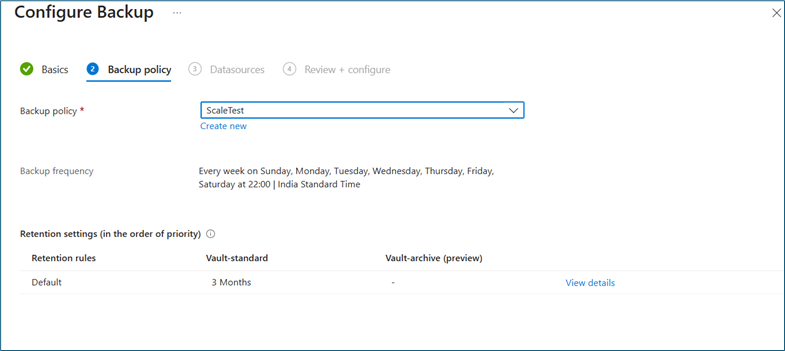 Configure Backup ...
Basics 2 Backup policy 3 Datasources 4 Review + configure
Backup policy * ScaleTest
Create new
Backup frequency Every week on Sunday, Monday, Tuesday, Wednesday, Thursday, Friday,
Saturday at 22:00 | India Standard Time
Retention settings (in the order of priority)
Retention rules Vault-standard Vault-archive (preview)
Default 3 Months - View details